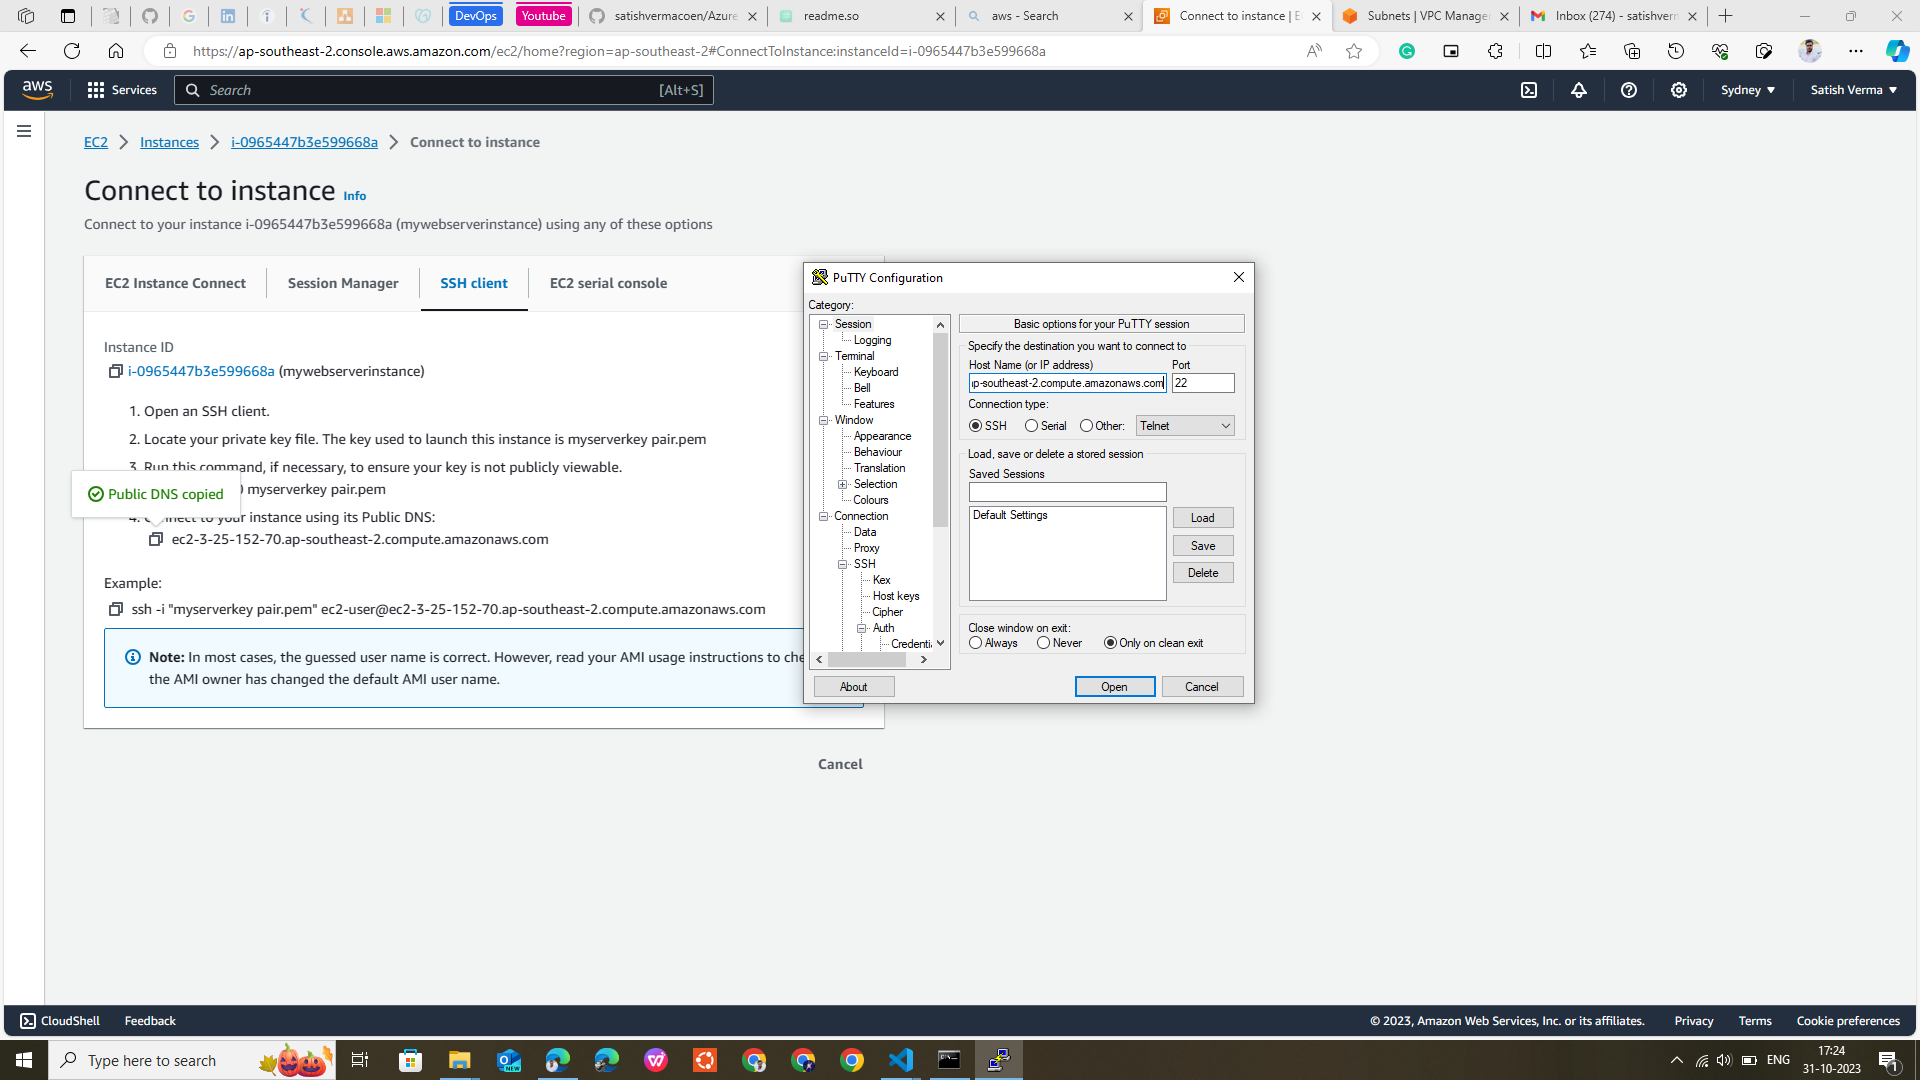 DevOps
Youtube
satishvermacoen/Azure
readme.so
aws - Search
Connect to instance | E
Subnets | VPC Manager
Inbox (274) - satishverm
https://ap-southeast-2.console.aws.amazon.com/ec2/home?region=ap-southeast-2#ConnectToInstance:instanceId=i-0965447b3e599668a
aws
Services
Search
[Alt+S]
Sydney
Satish Verma
EC2
Instances
i-0965447b3e599668a
Connect to instance
Connect to instance
Info
Connect to your instance i-0965447b3e599668a (mywebserverinstance) using any of these options
EC2 Instance Connect
Session Manager
SSH client
EC2 serial console
Instance ID
i-0965447b3e599668a (mywebserverinstance)
1. Open an SSH client.
2. Locate your private key file. The key used to launch this instance is myserverkey pair.pem
3. Run this command, if necessary, to ensure your key is not publicly viewable.
myserverkey pair.pem
Public DNS copied
4. Connect to your instance using its Public DNS:
ec2-3-25-152-70.ap-southeast-2.compute.amazonaws.com
Example:
ssh -i "myserverkey pair.pem" ec2-user@ec2-3-25-152-70.ap-southeast-2.compute.amazonaws.com
Note: In most cases, the guessed user name is correct. However, read your AMI usage instructions to che
the AMI owner has changed the default AMI user name.
Cancel
PuTTY Configuration
Category:
Session
Logging
Terminal
Keyboard
Bell
Features
Window
Appearance
Behaviour
Translation
Selection
Colours
Connection
Data
Proxy
SSH
Kex
Host keys
Cipher
Auth
Credentia
Basic options for your PuTTY session
Specify the destination you want to connect to
Host Name (or IP address)
Port
ap-southeast-2.compute.amazonaws.com
22
Connection type:
SSH
Serial
Other:
Telnet
Load, save or delete a stored session
Saved Sessions
Default Settings
Load
Save
Delete
Close window on exit:
Always
Never
Only on clean exit
About
Open
Cancel
CloudShell
Feedback
© 2023, Amazon Web Services, Inc. or its affiliates.
Privacy
Terms
Cookie preferences
Type here to search
NEW
ENG
17:24
31-10-2023
1